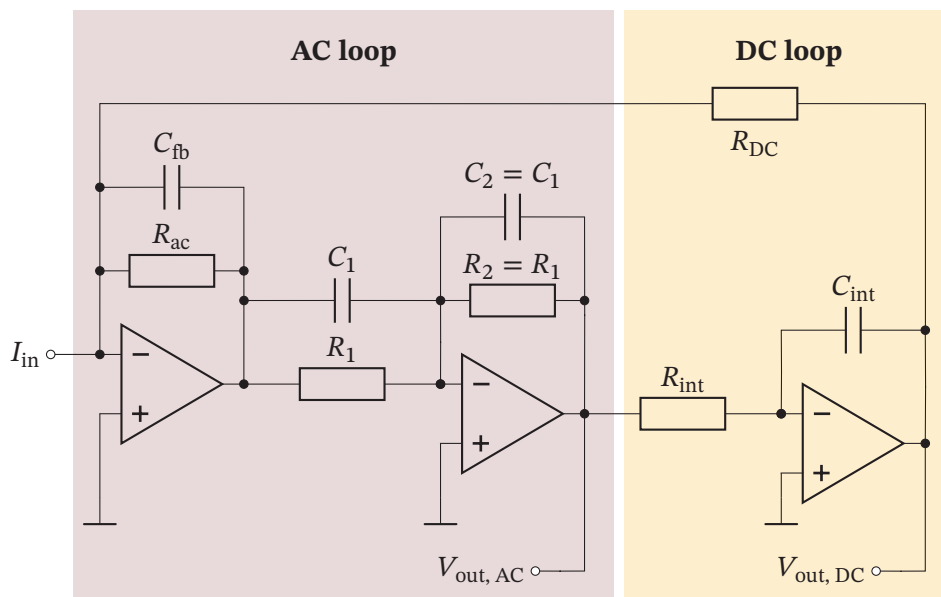 AC loop
DC loop
R_DC
C_fb
C_2 = C_1
R_ac
C_1
R_2 = R_1
C_int
I_in
−
R_1
−
R_int
−
+
+
+
V_out, AC
V_out, DC